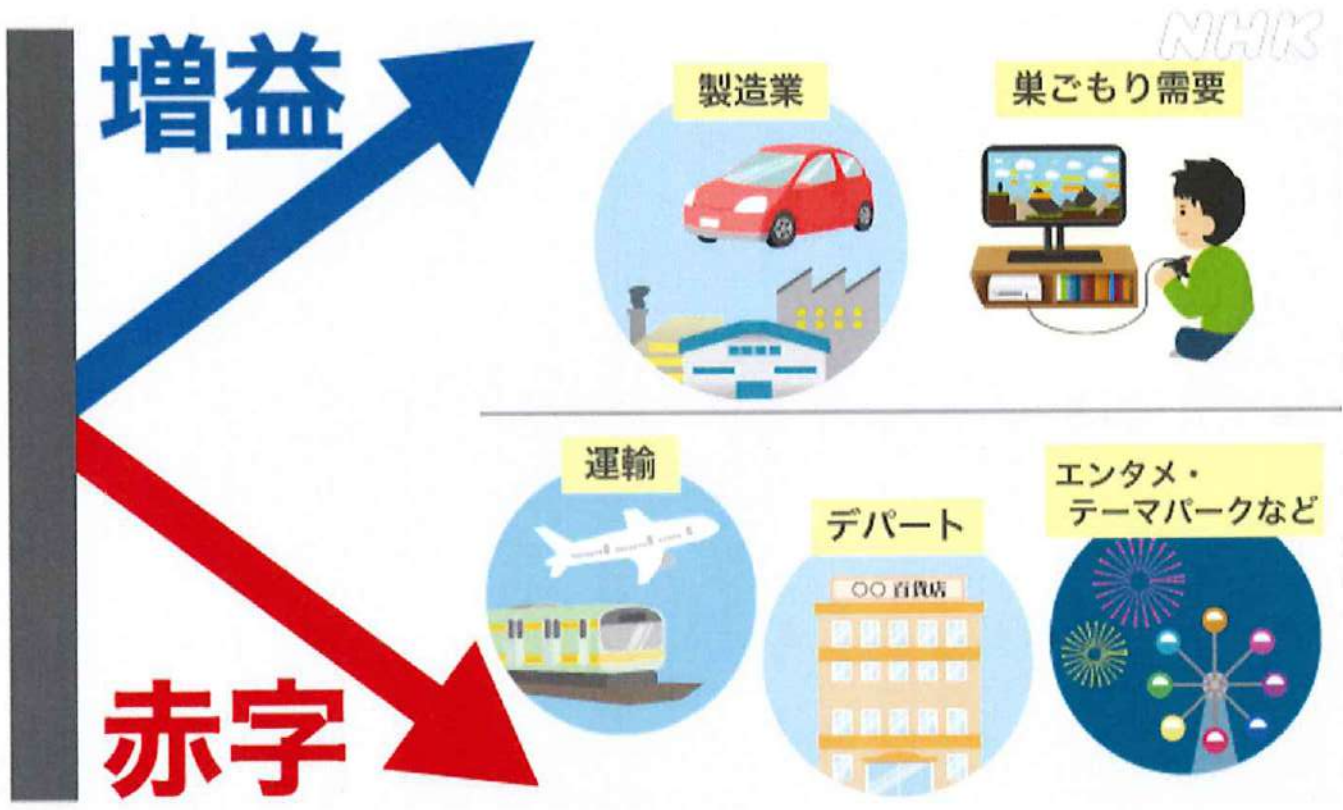 NHK
増益
製造業
巣ごもり需要
運輸
デパート
エンタメ・
テーマパークなど
○○ 百貨店
赤字